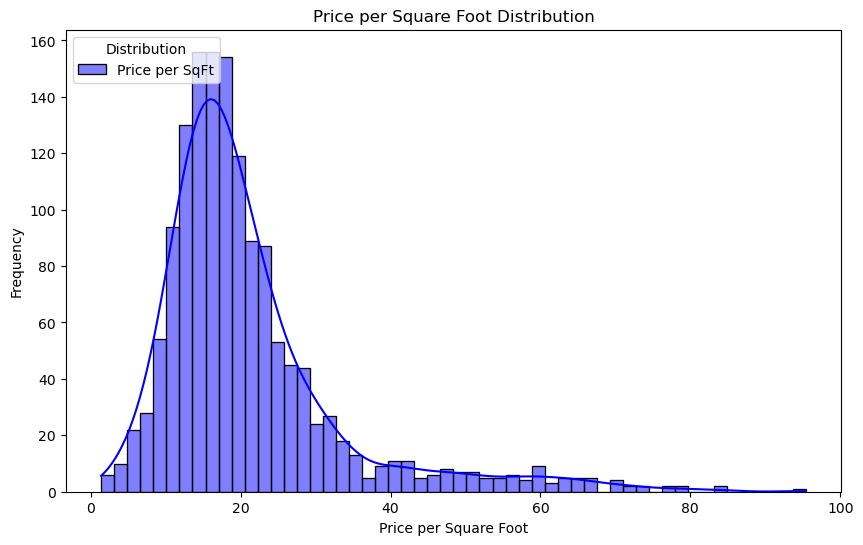 Price per Square Foot Distribution
160
140
120
100
80
60
40
20
0
Frequency
Distribution
Price per SqFt
0 20 40 60 80 100
Price per Square Foot